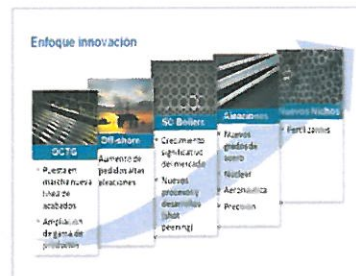 Enfoque innovación
OCTG
Puesta en
marcha nueva
línea de
acabados
Ampliación
de gama de
productos
Off-shore
Aumento de
pedidos altas
aleaciones
SC Boilers
Crecimiento
significativo
del mercado
Nuevos
procesos y
desarrollos
(shot
peening)
Aleaciones
Nuevos
grados de
acero
Nuclear
Aeronáutica
Precisión
Nuevos Nichos
Fertilizantes